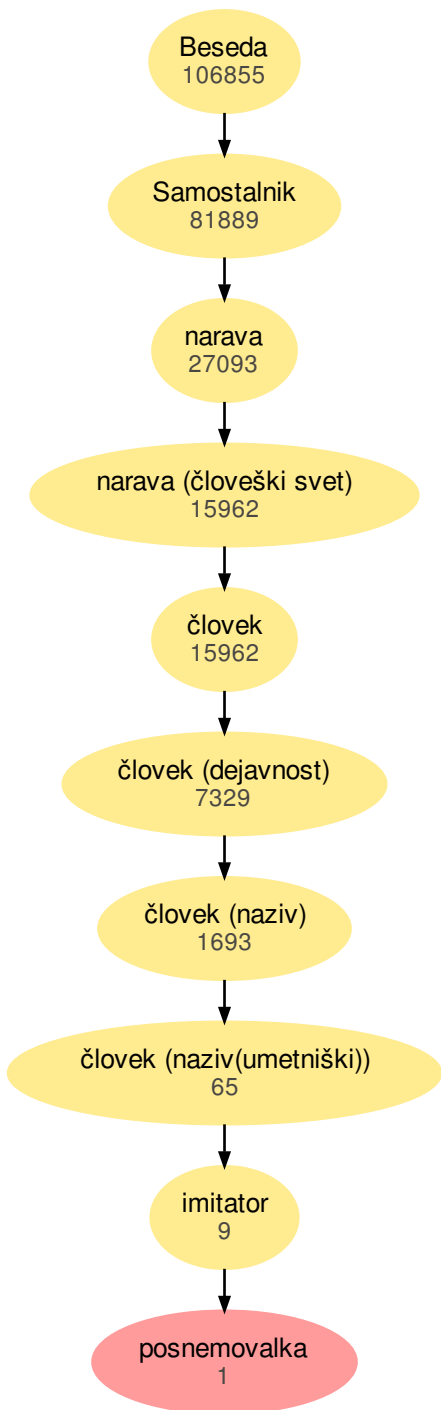 Beseda
106855
Samostalnik
81889
narava
27093
narava (človeški svet)
15962
človek
15962
človek (dejavnost)
7329
človek (naziv)
1693
človek (naziv(umetniški))
65
imitator
9
posnemovalka
1